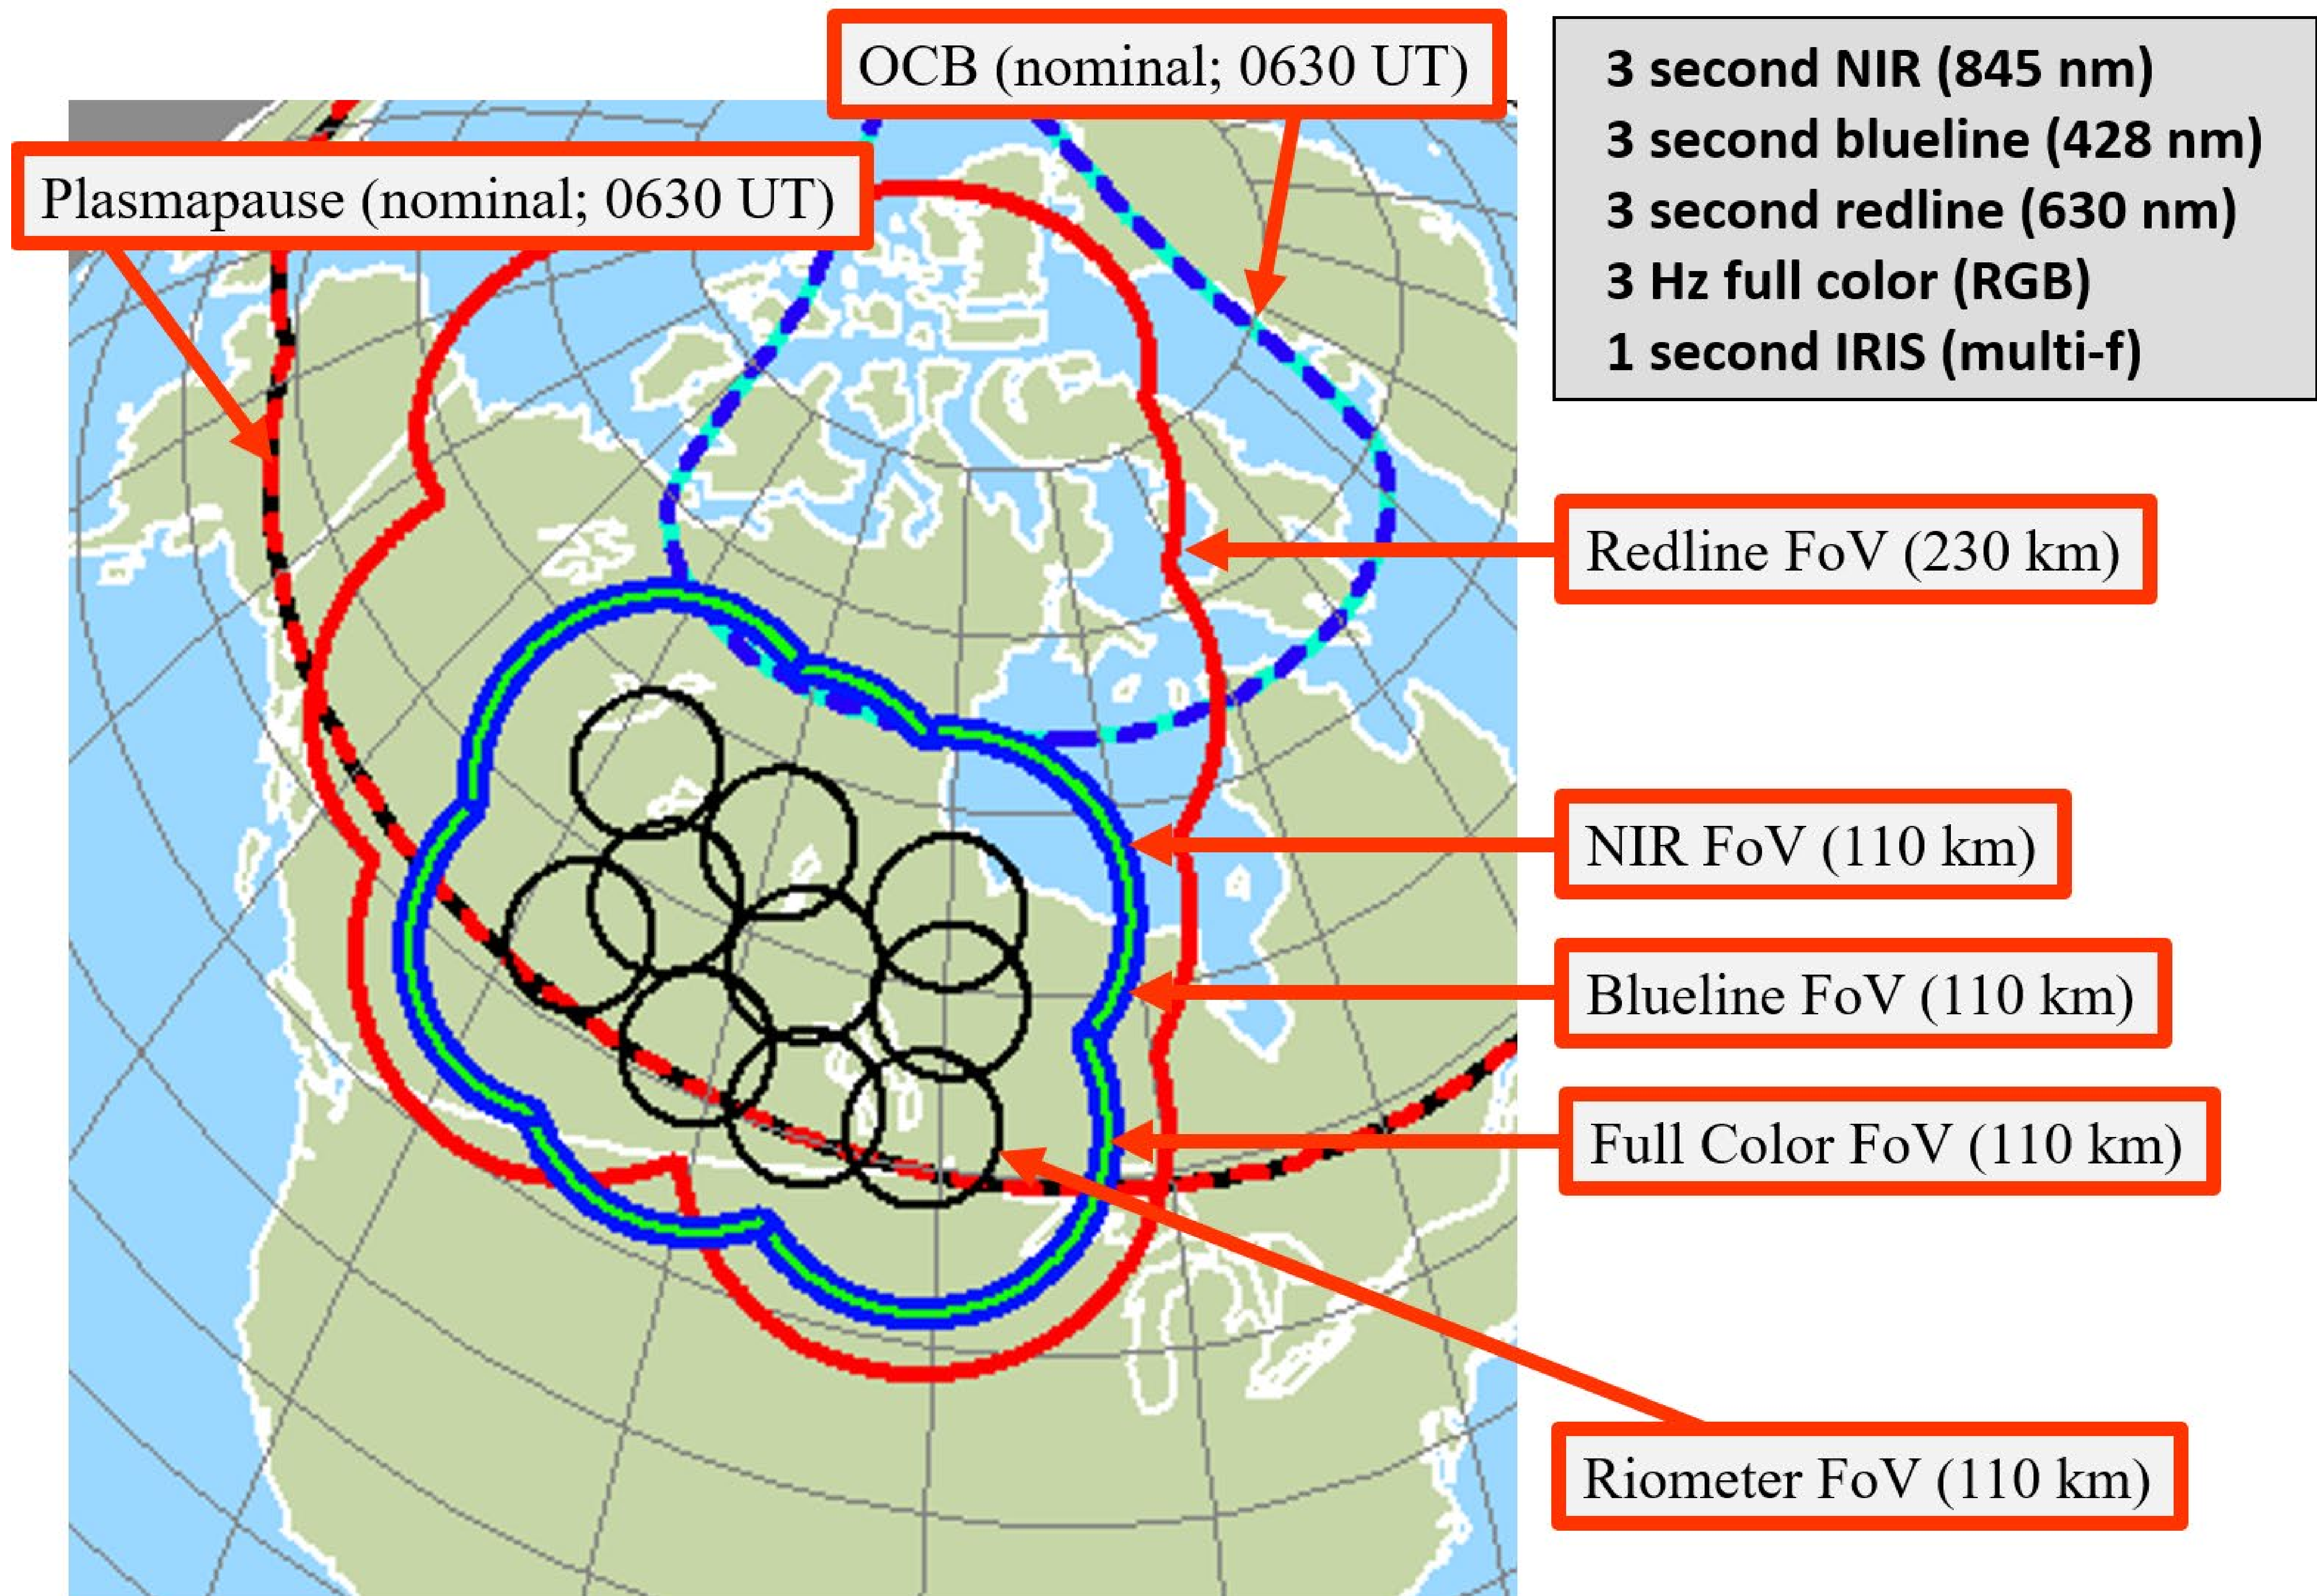 OCB (nominal; 0630 UT)
3 second NIR (845 nm)
3 second blueline (428 nm)
3 second redline (630 nm)
3 Hz full color (RGB)
1 second IRIS (multi-f)
Plasmapause (nominal; 0630 UT)
Redline FoV (230 km)
NIR FoV (110 km)
Blueline FoV (110 km)
Full Color FoV (110 km)
Riometer FoV (110 km)